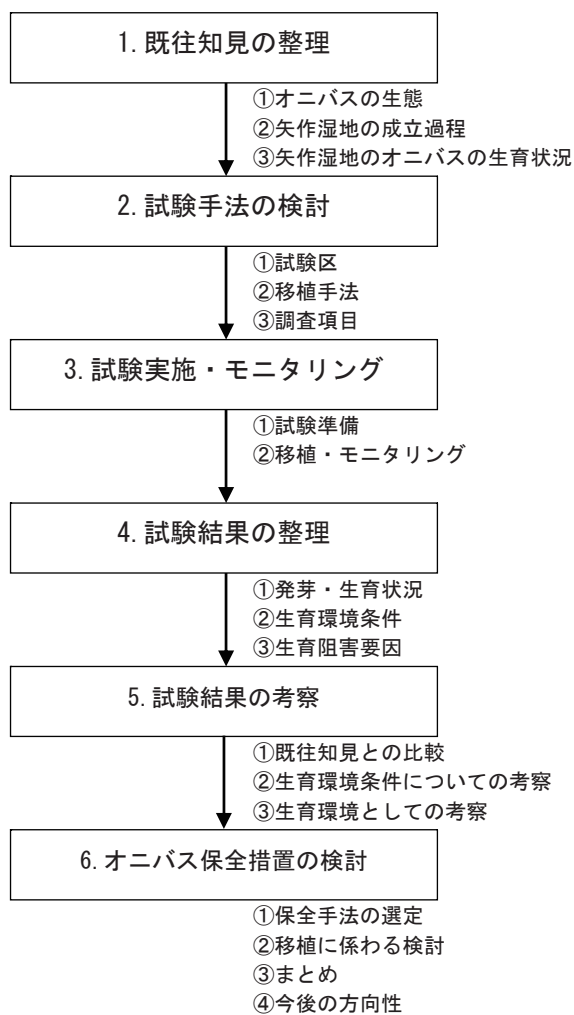 1.既往知見の整理
①オニバスの生態
②矢作湿地の成立過程
③矢作湿地のオニバスの生育状況
2.試験手法の検討
①試験区
②移植手法
③調査項目
3.試験実施・モニタリング
①試験準備
②移植・モニタリング
4.試験結果の整理
①発芽・生育状況
②生育環境条件
③生育阻害要因
5.試験結果の考察
①既往知見との比較
②生育環境条件についての考察
③生育環境としての考察
6.オニバス保全措置の検討
①保全手法の選定
②移植に係わる検討
③まとめ
④今後の方向性